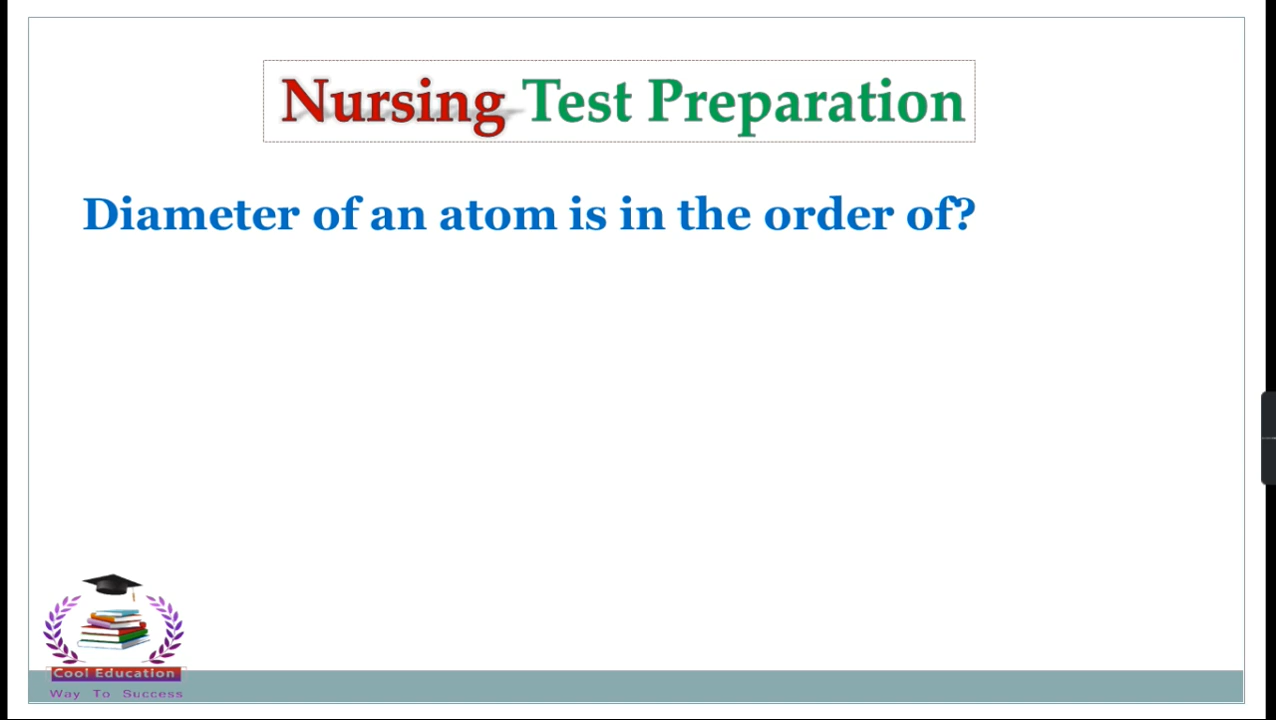 Nursing Test Preparation
Diameter of an atom is in the order of?
Cool Education
Way To Success